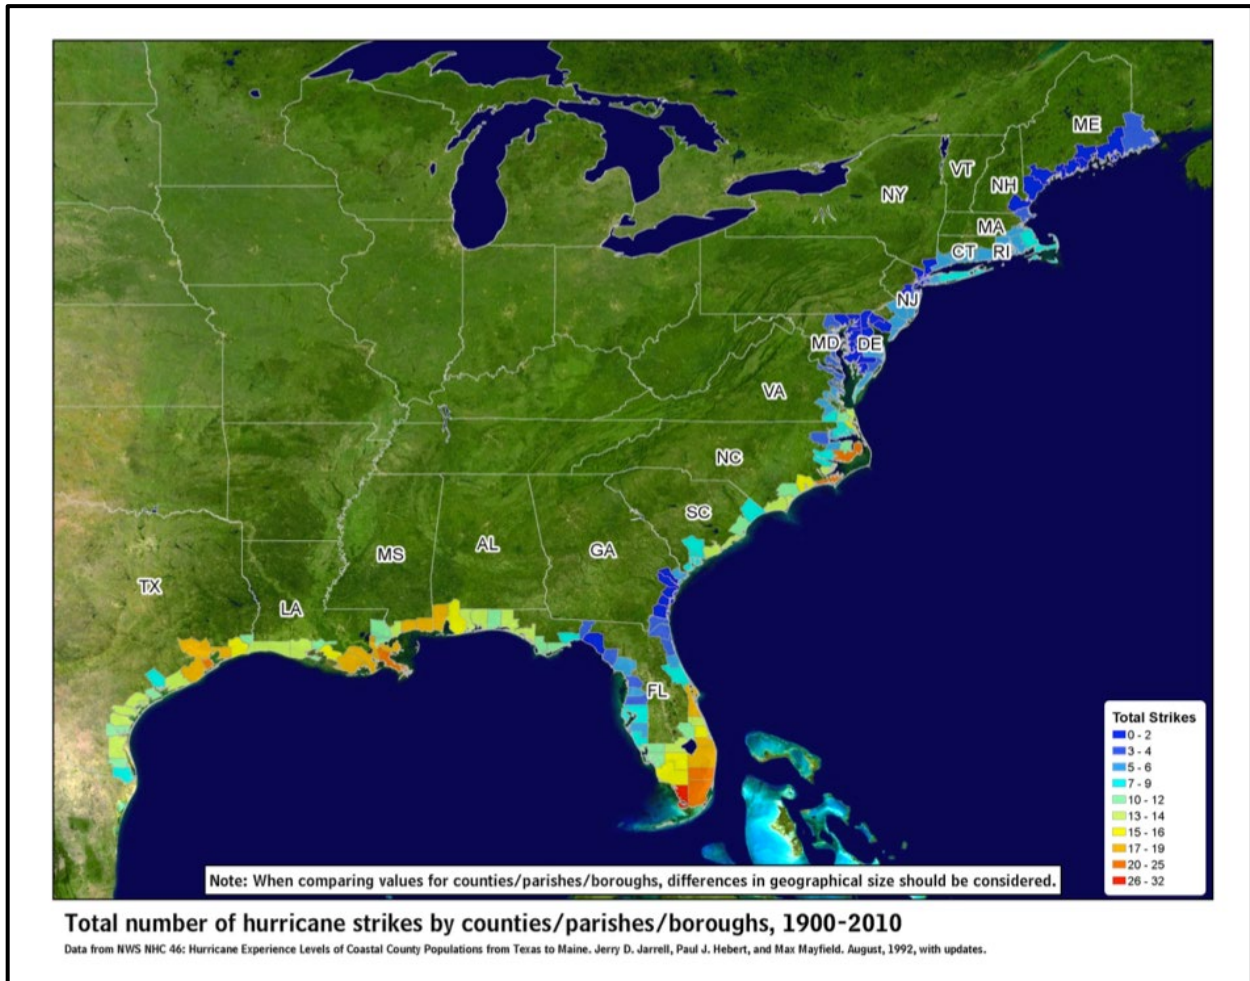 ME
VT
NH
NY
MA
CT
RI
NJ
MD
DE
VA
NC
SC
MS
AL
GA
TX
LA
FL
Total Strikes
0 - 2
3 - 4
5 - 6
7 - 9
10 - 12
13 - 14
15 - 16
17 - 19
20 - 25
26 - 32
Note: When comparing values for counties/parishes/boroughs, differences in geographical size should be considered.
Total number of hurricane strikes by counties/parishes/boroughs, 1900-2010
Data from NWS NHC 46: Hurricane Experience Levels of Coastal County Populations from Texas to Maine. Jerry D. Jarrell, Paul J. Hebert, and Max Mayfield. August, 1992, with updates.